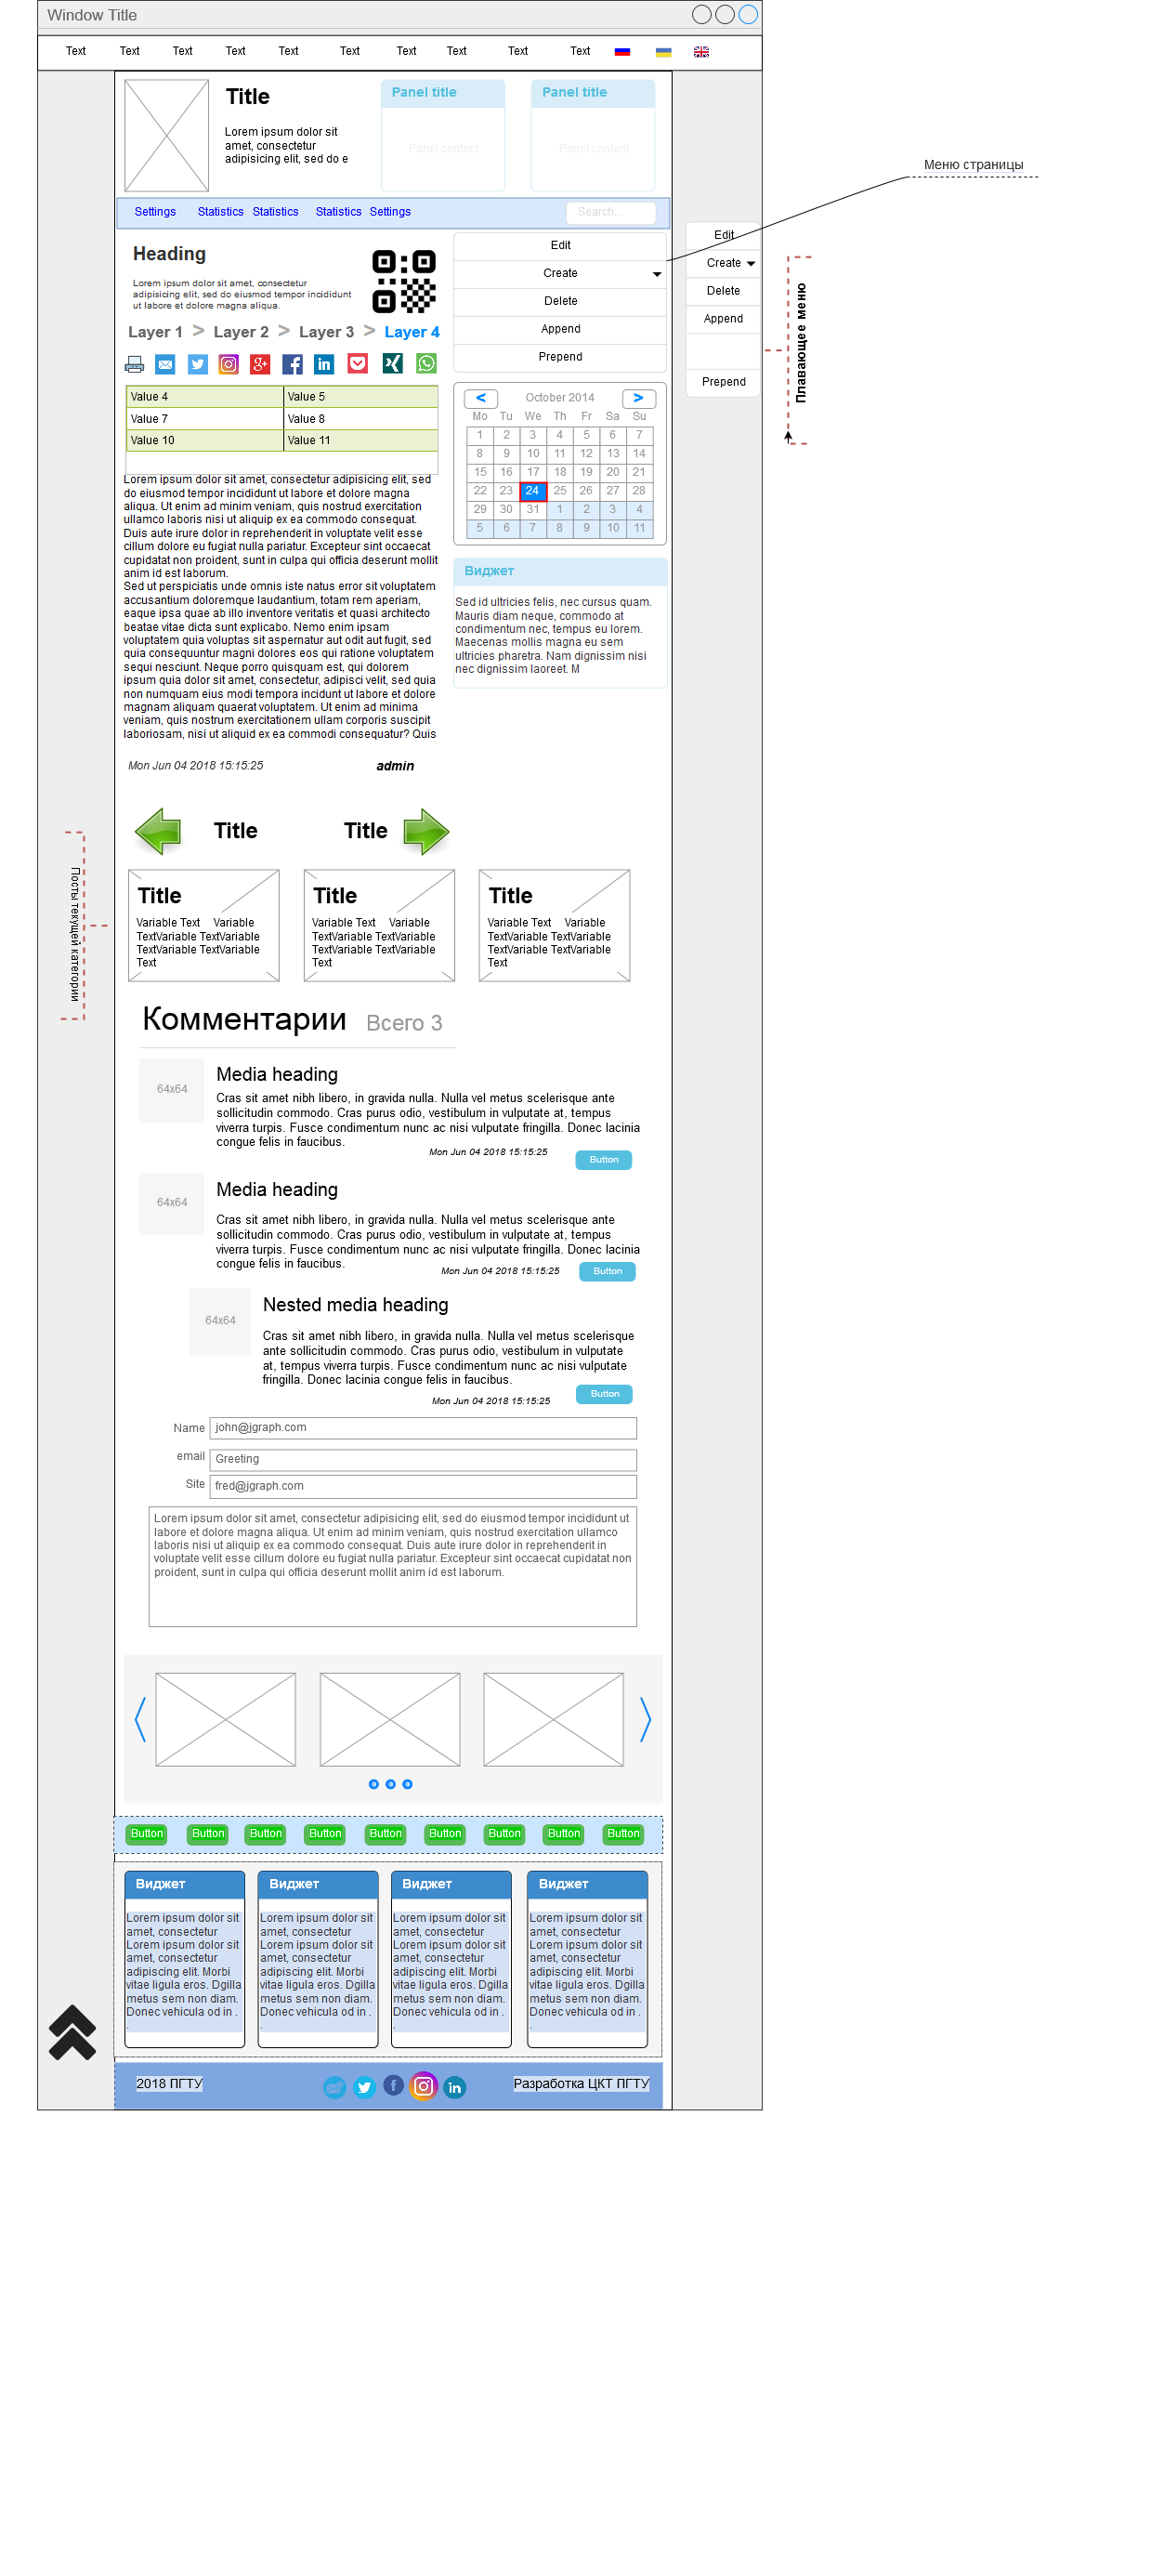 Window Title
Text Text Text Text Text Text Text Text Text Text
Title
Lorem ipsum dolor sit
amet, consectetur
adipisicing elit, sed do e
Panel title
Panel content
Panel title
Panel content
Меню страницы
Settings Statistics Statistics Statistics Settings
Search...
Heading
Lorem ipsum dolor sit amet, consectetur
adipisicing elit, sed do eiusmod tempor incididunt
ut labore et dolore magna aliqua.
Layer 1 > Layer 2 > Layer 3 > Layer 4
Edit
Create
Delete
Append
Prepend
Edit
Create
Delete
Append
Prepend
Плавающее меню
Value 4 Value 5
Value 7 Value 8
Value 10 Value 11
< October 2014 >
Mo Tu We Th Fr Sa Su
1 2 3 4 5 6 7
8 9 10 11 12 13 14
15 16 17 18 19 20 21
22 23 24 25 26 27 28
29 30 31 1 2 3 4
5 6 7 8 9 10 11
Lorem ipsum dolor sit amet, consectetur adipisicing elit, sed
do eiusmod tempor incididunt ut labore et dolore magna
aliqua. Ut enim ad minim veniam, quis nostrud exercitation
ullamco laboris nisi ut aliquip ex ea commodo consequat.
Duis aute irure dolor in reprehenderit in voluptate velit esse
cillum dolore eu fugiat nulla pariatur. Excepteur sint occaecat
cupidatat non proident, sunt in culpa qui officia deserunt mollit
anim id est laborum.
Sed ut perspiciatis unde omnis iste natus error sit voluptatem
accusantium doloremque laudantium, totam rem aperiam,
eaque ipsa quae ab illo inventore veritatis et quasi architecto
beatae vitae dicta sunt explicabo. Nemo enim ipsam
voluptatem quia voluptas sit aspernatur aut odit aut fugit, sed
quia consequuntur magni dolores eos qui ratione voluptatem
sequi nesciunt. Neque porro quisquam est, qui dolorem
ipsum quia dolor sit amet, consectetur, adipisci velit, sed quia
non numquam eius modi tempora incidunt ut labore et dolore
magnam aliquam quaerat voluptatem. Ut enim ad minima
veniam, quis nostrum exercitationem ullam corporis suscipit
laboriosam, nisi ut aliquid ex ea commodi consequatur? Quis
Виджет
Sed id ultricies felis, nec cursus quam.
Mauris diam neque, commodo at
condimentum nec, tempus eu lorem.
Maecenas mollis magna eu sem
ultricies pharetra. Nam dignissim nisi
nec dignissim laoreet. M
Mon Jun 04 2018 15:15:25 admin
Title Title
Посты текущей категории
Title
Variable Text Variable
TextVariable TextVariable
TextVariable TextVariable
Text
Title
Variable Text Variable
TextVariable TextVariable
TextVariable TextVariable
Text
Title
Variable Text Variable
TextVariable TextVariable
TextVariable TextVariable
Text
Комментарии Всего 3
64x64
Media heading
Cras sit amet nibh libero, in gravida nulla. Nulla vel metus scelerisque ante
sollicitudin commodo. Cras purus odio, vestibulum in vulputate at, tempus
viverra turpis. Fusce condimentum nunc ac nisi vulputate fringilla. Donec lacinia
congue felis in faucibus.
Mon Jun 04 2018 15:15:25
Button
64x64
Media heading
Cras sit amet nibh libero, in gravida nulla. Nulla vel metus scelerisque ante
sollicitudin commodo. Cras purus odio, vestibulum in vulputate at, tempus
viverra turpis. Fusce condimentum nunc ac nisi vulputate fringilla. Donec lacinia
congue felis in faucibus.
Mon Jun 04 2018 15:15:25
Button
64x64
Nested media heading
Cras sit amet nibh libero, in gravida nulla. Nulla vel metus scelerisque
ante sollicitudin commodo. Cras purus odio, vestibulum in vulputate
at, tempus viverra turpis. Fusce condimentum nunc ac nisi vulputate
fringilla. Donec lacinia congue felis in faucibus.
Mon Jun 04 2018 15:15:25
Button
Name john@jgraph.com
email Greeting
Site fred@jgraph.com
Lorem ipsum dolor sit amet, consectetur adipisicing elit, sed do eiusmod tempor incididunt ut
labore et dolore magna aliqua. Ut enim ad minim veniam, quis nostrud exercitation ullamco
laboris nisi ut aliquip ex ea commodo consequat. Duis aute irure dolor in reprehenderit in
voluptate velit esse cillum dolore eu fugiat nulla pariatur. Excepteur sint occaecat cupidatat non
proident, sunt in culpa qui officia deserunt mollit anim id est laborum.
Button Button Button Button Button Button Button Button Button
Виджет
Lorem ipsum dolor sit
amet, consectetur
Lorem ipsum dolor sit
amet, consectetur
adipiscing elit. Morbi
vitae ligula eros. Dgilla
metus sem non diam.
Donec vehicula od in .
.
Виджет
Lorem ipsum dolor sit
amet, consectetur
Lorem ipsum dolor sit
amet, consectetur
adipiscing elit. Morbi
vitae ligula eros. Dgilla
metus sem non diam.
Donec vehicula od in .
.
Виджет
Lorem ipsum dolor sit
amet, consectetur
Lorem ipsum dolor sit
amet, consectetur
adipiscing elit. Morbi
vitae ligula eros. Dgilla
metus sem non diam.
Donec vehicula od in .
.
Виджет
Lorem ipsum dolor sit
amet, consectetur
Lorem ipsum dolor sit
amet, consectetur
adipiscing elit. Morbi
vitae ligula eros. Dgilla
metus sem non diam.
Donec vehicula od in .
.
2018 ПГТУ
Разработка ЦКТ ПГТУ